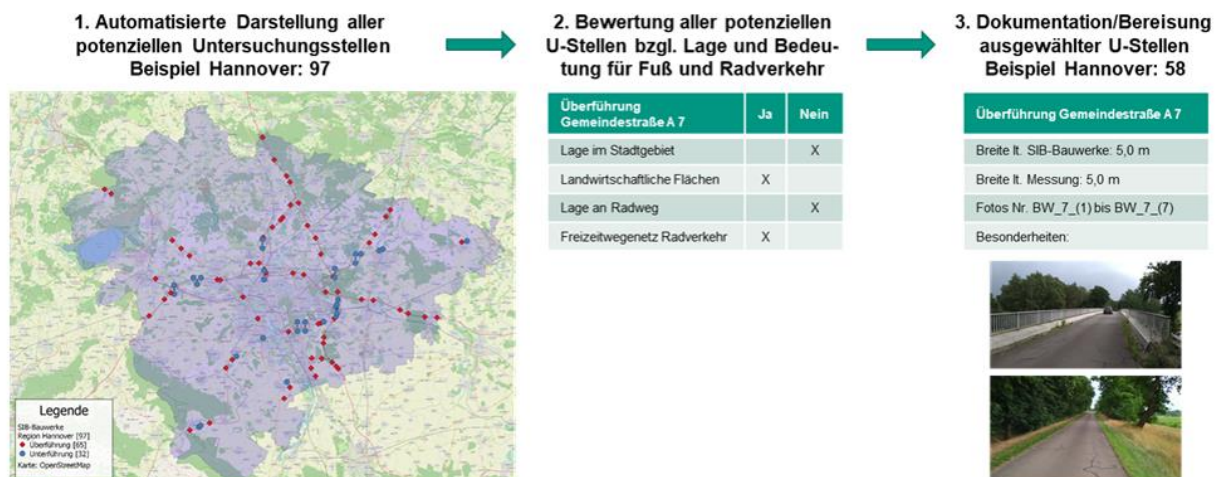 1. Automatisierte Darstellung aller
potenziellen Untersuchungsstellen
Beispiel Hannover: 97
2. Bewertung aller potenziellen
U-Stellen bzgl. Lage und Bedeu-
tung für Fuß und Radverkehr
3. Dokumentation/Bereisung
ausgewählter U-Stellen
Beispiel Hannover: 58
Legende
SIB-Bauwerke
Region Hannover [97]
Überführung [65]
Unterführung [32]
Karte: OpenStreetMap
Überführung
Gemeindestraße A 7
Ja
Nein
Lage im Stadtgebiet
X
Landwirtschaftliche Flächen
X
Lage an Radweg
X
Freizeitwegenetz Radverkehr
X
Überführung Gemeindestraße A 7
Breite lt. SIB-Bauwerke: 5,0 m
Breite lt. Messung: 5,0 m
Fotos Nr. BW_7_(1) bis BW_7_(7)
Besonderheiten: